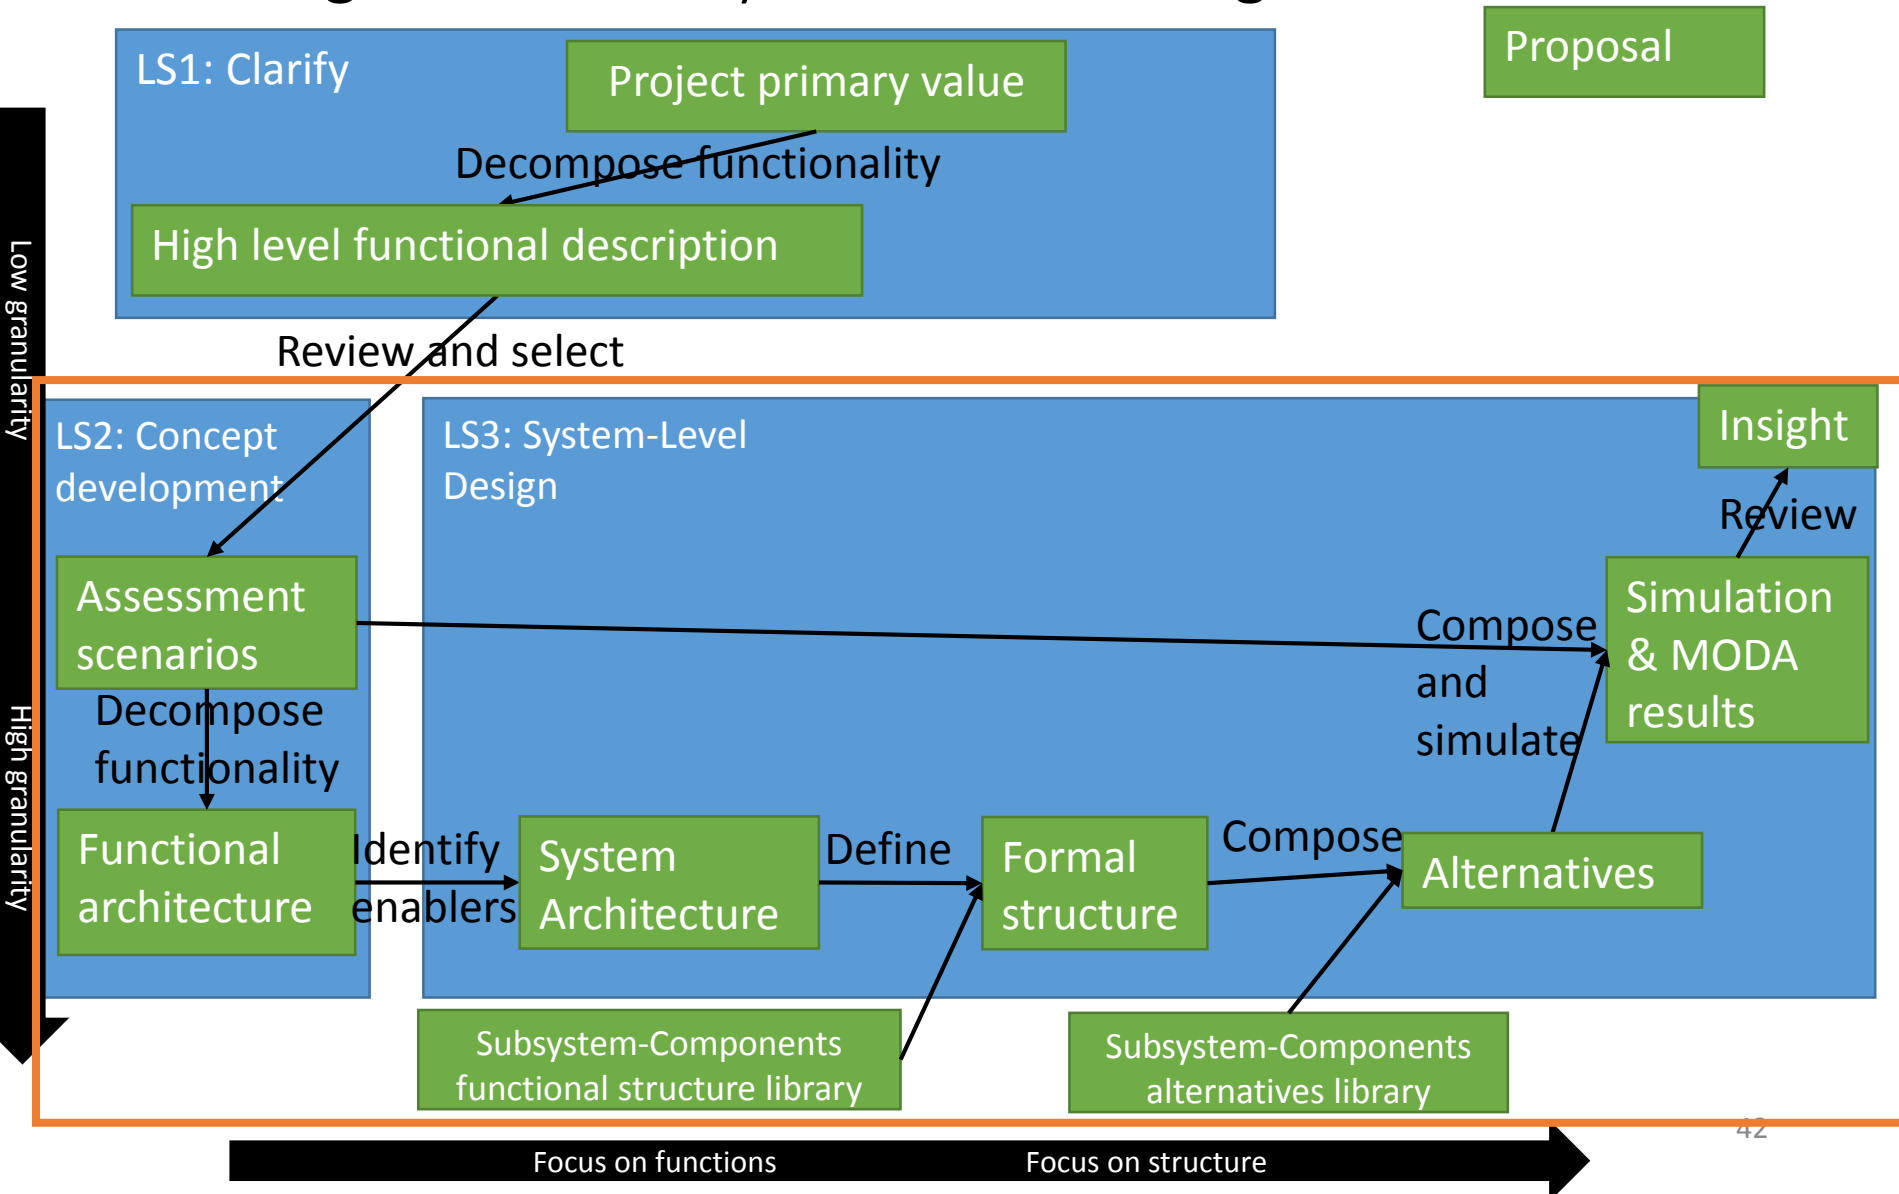 Proposal
LS1: Clarify
Project primary value
Decompose functionality
High level functional description
Review and select
Low granularity
High granularity
LS2: Concept
development
LS3: System-Level
Design
Insight
Review
Assessment
scenarios
Compose
and
simulate
Simulation
& MODA
results
Decompose
functionality
Functional
architecture
Identify
enablers
System
Architecture
Define
Formal
structure
Compose
Alternatives
Subsystem-Components
functional structure library
Subsystem-Components
alternatives library
42
Focus on functions
Focus on structure